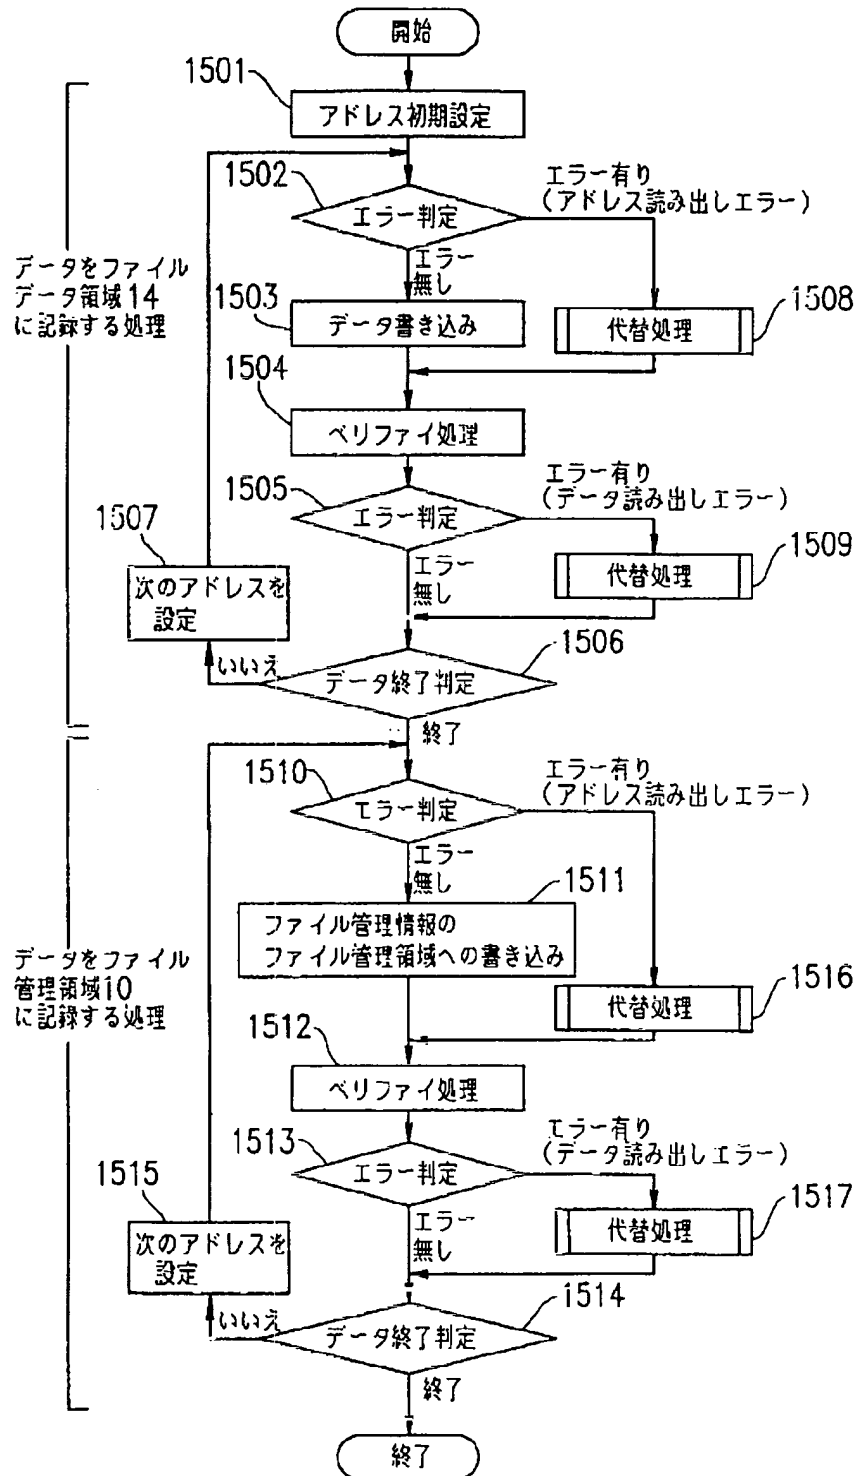 開始
1501
アドレス初期設定
1502
エラー有り
(アドレス読み出しエラー)
エラー判定
エラー
無し
データをファイル
データ領域14
に記録する処理
1503
データ書き込み
代替処理
1508
1504
ベリファイ処理
1505
エラー有り
(データ読み出しエラー)
エラー判定
1507
エラー
無し
代替処理
1509
次のアドレスを
設定
1506
いいえ
データ終了判定
終了
1510
エラー有り
(アドレス読み出しエラー)
エラー判定
エラー
無し
1511
ファイル管理情報の
ファイル管理領域への書き込み
データをファイル
管理領域10
に記録する処理
代替処理
1516
1512
ベリファイ処理
1513
エラー有り
(データ読み出しエラー)
エラー判定
1515
エラー
無し
代替処理
1517
次のアドレスを
設定
1514
いいえ
データ終了判定
終了
終了